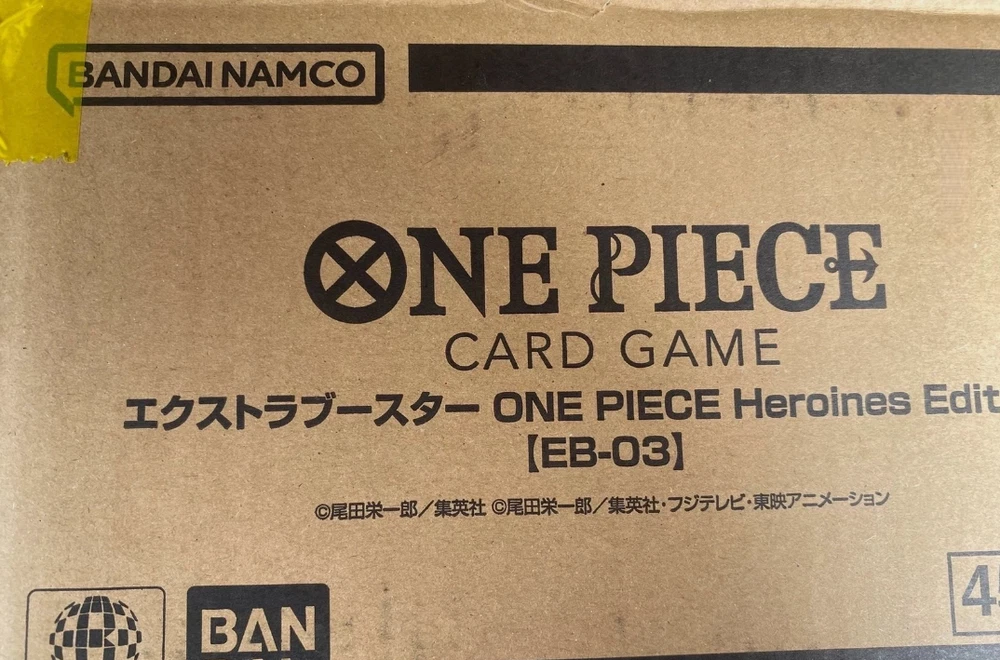 BANDAI NAMCO
ONE PIECE
CARD GAME
エクストラブースター ONE PIECE Heroines Edit
【EB-03】
©尾田栄一郎／集英社 ©尾田栄一郎／集英社・フジテレビ・東映アニメーション
BAN